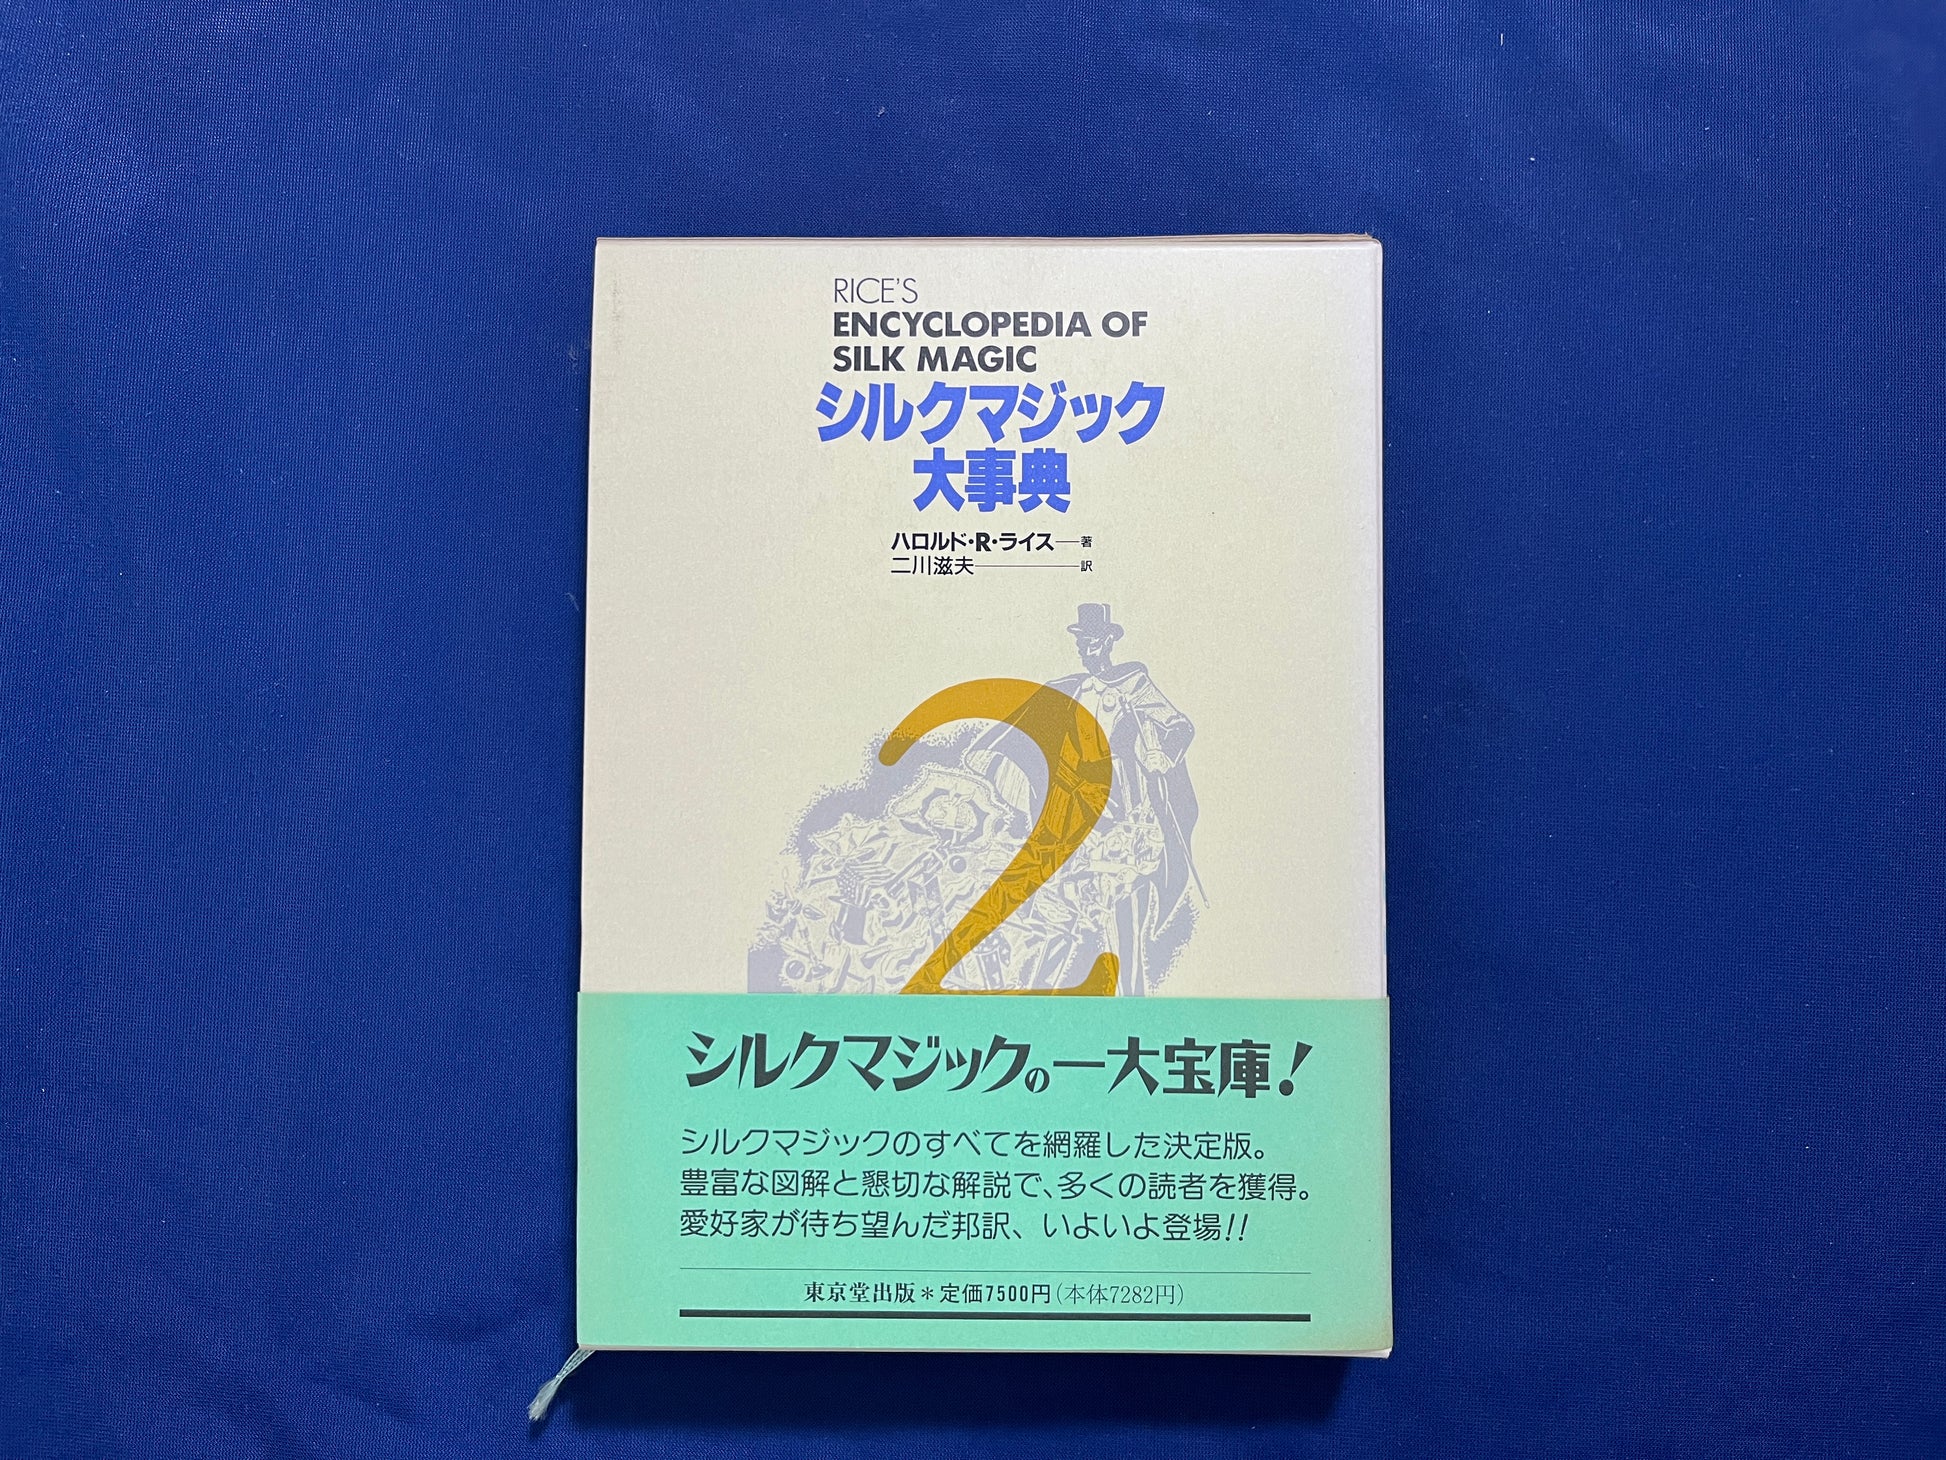 RICE'S
ENCYCLOPEDIA OF
SILK MAGIC
シルクマジック
大事典
ハロルド・R・ライス──著
二川滋夫──────訳
2
シルクマジックの一大宝庫!
シルクマジックのすべてを網羅した決定版。
豊富な図解と懇切な解説で、多くの読者を獲得。
愛好家が待ち望んだ邦訳、いよいよ登場!!
東京堂出版*定価7500円(本体7282円)